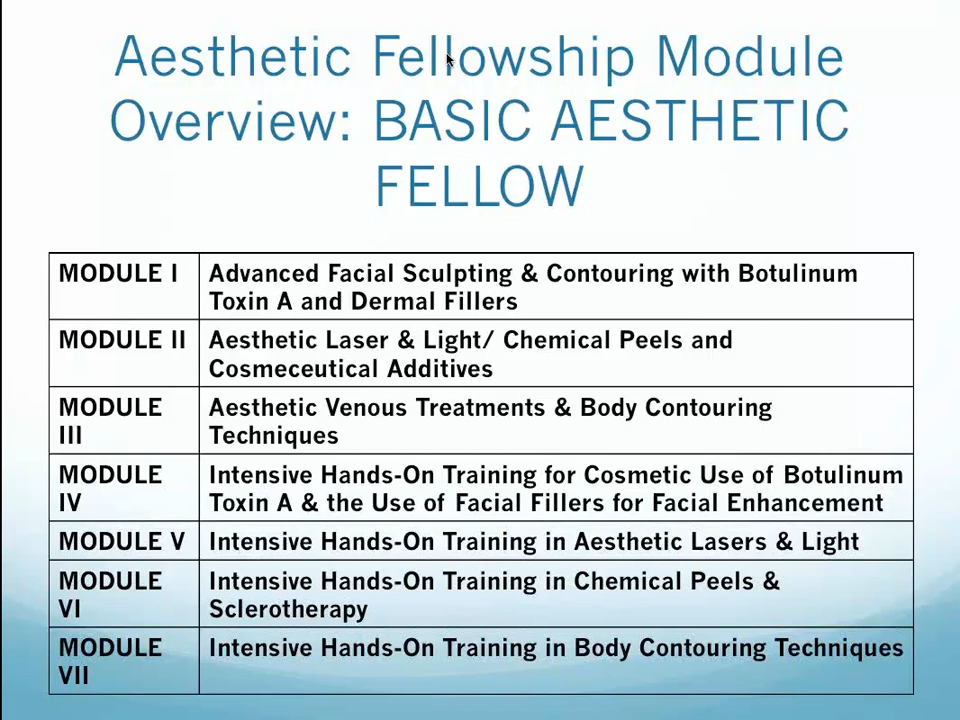 Aesthetic Fellowship Module
Overview: BASIC AESTHETIC
FELLOW
MODULE I
Advanced Facial Sculpting & Contouring with Botulinum
Toxin A and Dermal Fillers
MODULE II
Aesthetic Laser & Light/ Chemical Peels and
Cosmeceutical Additives
MODULE
III
Aesthetic Venous Treatments & Body Contouring
Techniques
MODULE
IV
Intensive Hands-On Training for Cosmetic Use of Botulinum
Toxin A & the Use of Facial Fillers for Facial Enhancement
MODULE V
Intensive Hands-On Training in Aesthetic Lasers & Light
MODULE
VI
Intensive Hands-On Training in Chemical Peels &
Sclerotherapy
MODULE
VII
Intensive Hands-On Training in Body Contouring Techniques